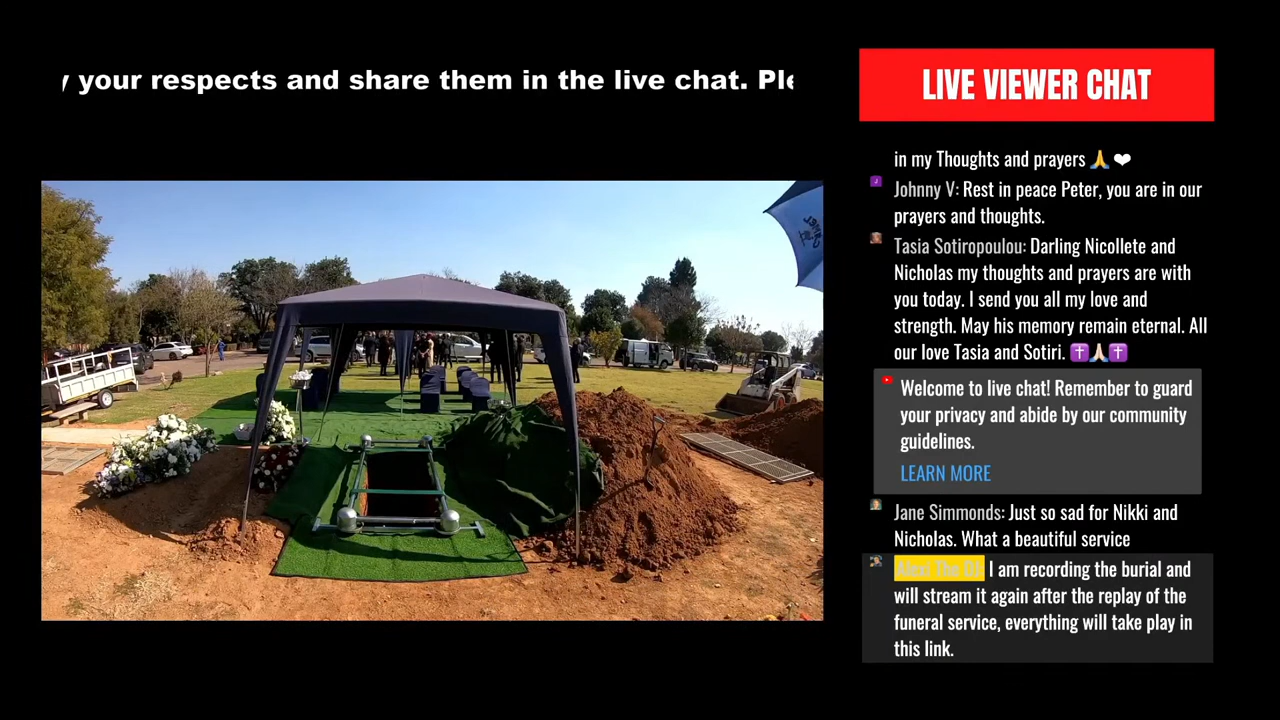 your respects and share them in the live chat.
LIVE VIEWER CHAT
in my Thoughts and prayers 🙏 ❤
Johnny V: Rest in peace Peter, you are in our
prayers and thoughts.
Tasia Sotiropoulou: Darling Nicollete and
Nicholas my thoughts and prayers are with
you today. I send you all my love and
strength. May his memory remain eternal. All
our love Tasia and Sotiri. ✝️🙏🏻✝️
Welcome to live chat! Remember to guard
your privacy and abide by our community
guidelines.
LEARN MORE
Jane Simmonds: Just so sad for Nikki and
Nicholas. What a beautiful service
Alexi The DJ: I am recording the burial and
will stream it again after the replay of the
funeral service, everything will take play in
this link.